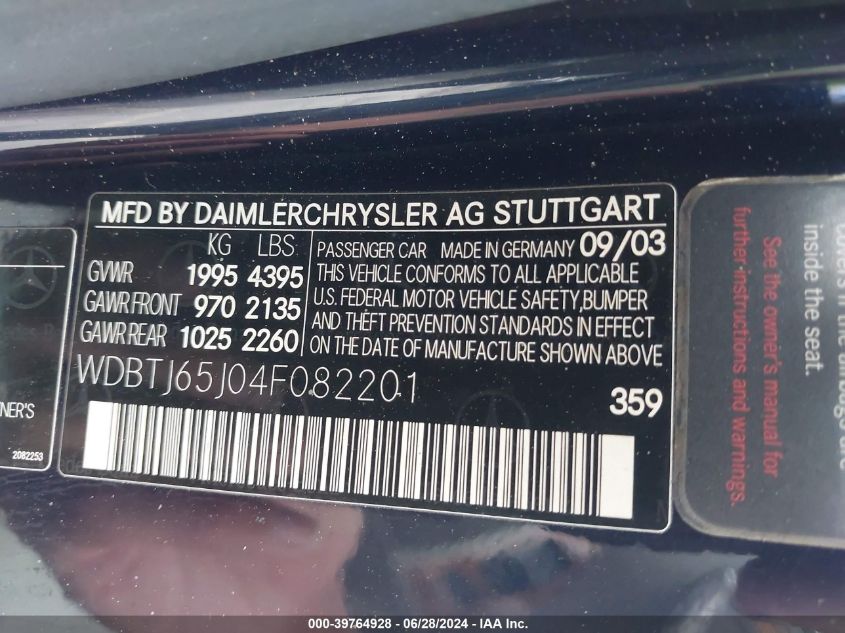 MFD BY DAIMLERCHRYSLER AG STUTTGART
KG LBS.
GVWR 1995 4395
GAWR FRONT 970 2135
GAWR REAR 1025 2260
PASSENGER CAR MADE IN GERMANY 09/03
THIS VEHICLE CONFORMS TO ALL APPLICABLE
U.S. FEDERAL MOTOR VEHICLE SAFETY, BUMPER
AND THEFT PREVENTION STANDARDS IN EFFECT
ON THE DATE OF MANUFACTURE SHOWN ABOVE
WDBTJ65J04F082201
359
NER'S
2082253
inside the seat.
See the owner's manual for
further instructions and warnings.
000-39764928 - 06/28/2024 - IAA Inc.